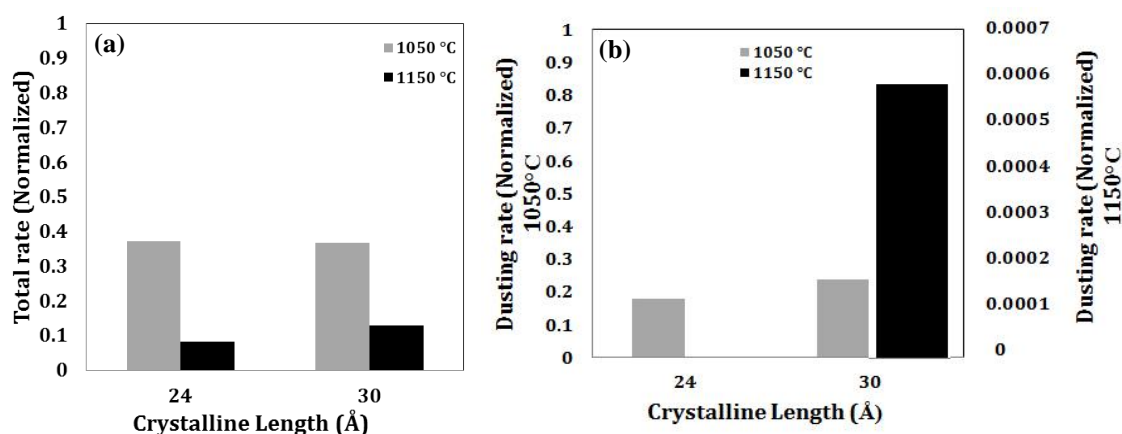 (a)
1050 °C
1150 °C
1
0.9
0.8
0.7
0.6
0.5
0.4
0.3
0.2
0.1
0
Total rate (Normalized)
24
30
Crystalline Length (Å)
(b)
1050 °C
1150 °C
1
0.9
0.8
0.7
0.6
0.5
0.4
0.3
0.2
0.1
0
Dusting rate (Normalized)
1050°C
24
30
Crystalline Length (Å)
0.0007
0.0006
0.0005
0.0004
0.0003
0.0002
0.0001
0
Dusting rate (Normalized)
1150°C